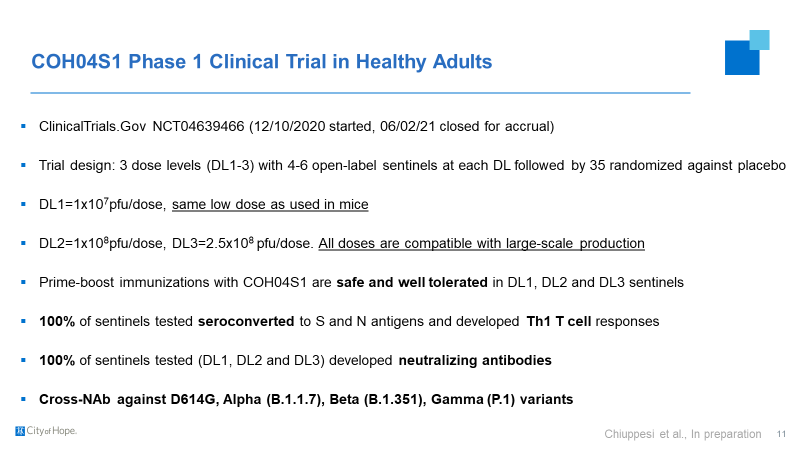 COH04S1 Phase 1 Clinical Trial in Healthy Adults
▪ ClinicalTrials.Gov NCT04639466 (12/10/2020 started, 06/02/21 closed for accrual)
▪ Trial design: 3 dose levels (DL1-3) with 4-6 open-label sentinels at each DL followed by 35 randomized against placebo
▪ DL1=1x10⁷pfu/dose, same low dose as used in mice
▪ DL2=1x10⁸pfu/dose, DL3=2.5x10⁸ pfu/dose. All doses are compatible with large-scale production
▪ Prime-boost immunizations with COH04S1 are safe and well tolerated in DL1, DL2 and DL3 sentinels
▪ 100% of sentinels tested seroconverted to S and N antigens and developed Th1 T cell responses
▪ 100% of sentinels tested (DL1, DL2 and DL3) developed neutralizing antibodies
▪ Cross-NAb against D614G, Alpha (B.1.1.7), Beta (B.1.351), Gamma (P.1) variants
City of Hope.
Chiuppesi et al., In preparation 11